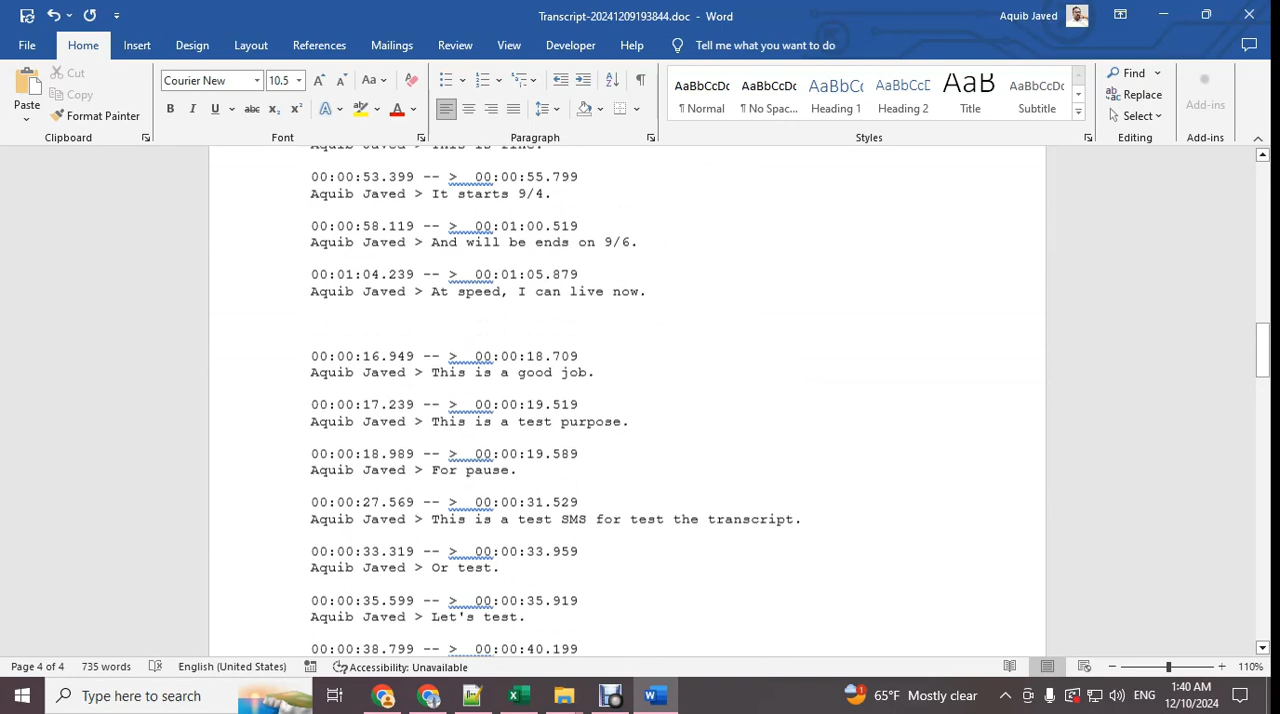 Transcript-20241209193844.doc - Word
Aquib Javed
File Home Insert Design Layout References Mailings Review View Developer Help Tell me what you want to do
Paste
Cut
Copy
Format Painter
Clipboard
Courier New 10.5
Aa
B I U abc x₂ x²
A A
Font
Paragraph
AaBbCcDc AaBbCcDc AaBbCc AaBbCcD AaB AaBbCcD
¶ Normal ¶ No Spac... Heading 1 Heading 2 Title Subtitle
Styles
Find
Replace
Select
Editing
Add-ins
Add-ins
Aquib Javed > This is fine.
00:00:53.399 -- > 00:00:55.799
Aquib Javed > It starts 9/4.
00:00:58.119 -- > 00:01:00.519
Aquib Javed > And will be ends on 9/6.
00:01:04.239 -- > 00:01:05.879
Aquib Javed > At speed, I can live now.
00:00:16.949 -- > 00:00:18.709
Aquib Javed > This is a good job.
00:00:17.239 -- > 00:00:19.519
Aquib Javed > This is a test purpose.
00:00:18.989 -- > 00:00:19.589
Aquib Javed > For pause.
00:00:27.569 -- > 00:00:31.529
Aquib Javed > This is a test SMS for test the transcript.
00:00:33.319 -- > 00:00:33.959
Aquib Javed > Or test.
00:00:35.599 -- > 00:00:35.919
Aquib Javed > Let's test.
00:00:38.799 -- > 00:00:40.199
Page 4 of 4 735 words English (United States) Accessibility: Unavailable 110%
Type here to search
65°F Mostly clear
ENG
1:40 AM
12/10/2024